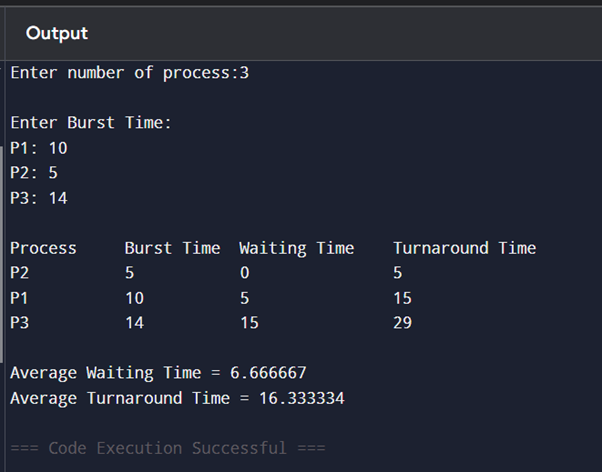 Output
Enter number of process:3
Enter Burst Time:
P1: 10
P2: 5
P3: 14
Process Burst Time Waiting Time Turnaround Time
P2 5 0 5
P1 10 5 15
P3 14 15 29
Average Waiting Time = 6.666667
Average Turnaround Time = 16.333334
=== Code Execution Successful ===